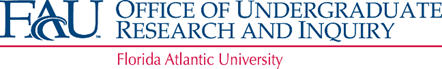 FAU OFFICE OF UNDERGRADUATE
RESEARCH AND INQUIRY
Florida Atlantic University